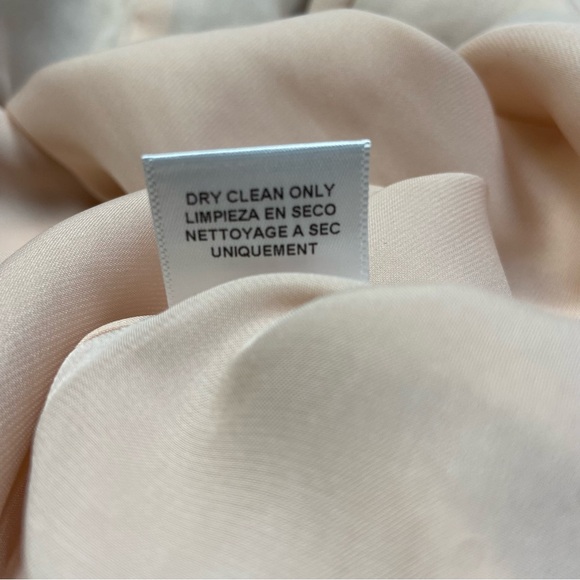 DRY CLEAN ONLY
LIMPIEZA EN SECO
NETTOYAGE A SEC
UNIQUEMENT